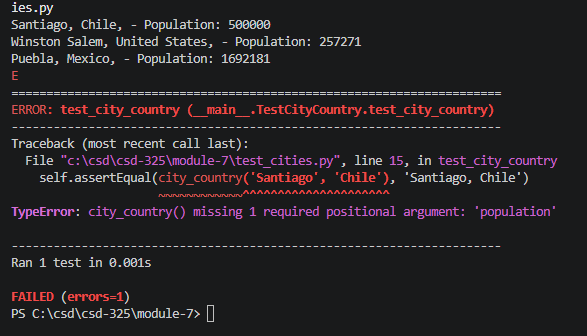 ies.py
Santiago, Chile, - Population: 500000
Winston Salem, United States, - Population: 257271
Puebla, Mexico, - Population: 1692181
E
======================================================================
ERROR: test_city_country (__main__.TestCityCountry.test_city_country)
----------------------------------------------------------------------
Traceback (most recent call last):
  File "c:\csd\csd-325\module-7\test_cities.py", line 15, in test_city_country
    self.assertEqual(city_country('Santiago', 'Chile'), 'Santiago, Chile')
                     ~~~~~~~~~~~~^^^^^^^^^^^^^^^^^^^^^
TypeError: city_country() missing 1 required positional argument: 'population'

----------------------------------------------------------------------
Ran 1 test in 0.001s

FAILED (errors=1)
PS C:\csd\csd-325\module-7>